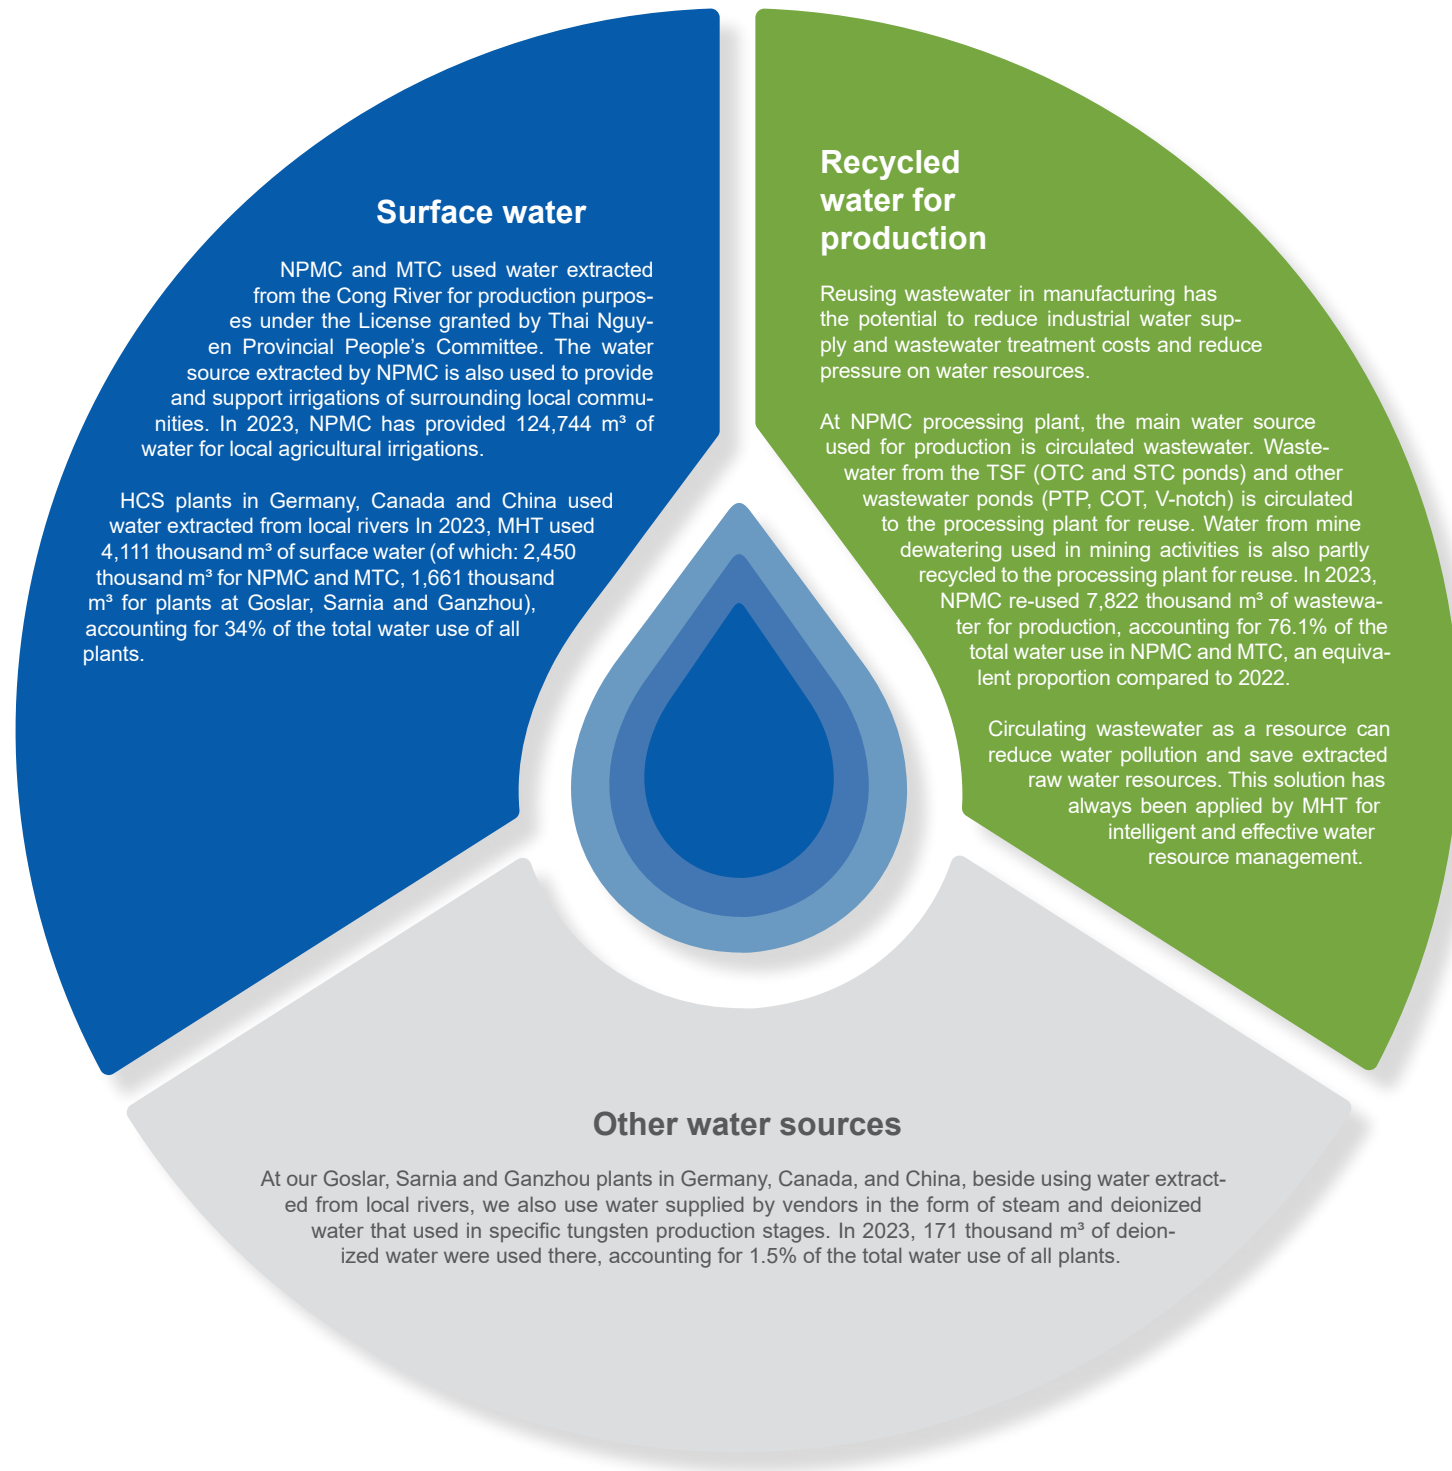 Surface water
NPMC and MTC used water extracted
from the Cong River for production purpos-
es under the License granted by Thai Nguy-
en Provincial People's Committee. The water
source extracted by NPMC is also used to provide
and support irrigations of surrounding local commu-
nities. In 2023, NPMC has provided 124,744 m³ of
water for local agricultural irrigations.
HCS plants in Germany, Canada and China used
water extracted from local rivers In 2023, MHT used
4,111 thousand m³ of surface water (of which: 2,450
thousand m³ for NPMC and MTC, 1,661 thousand
m³ for plants at Goslar, Sarnia and Ganzhou),
accounting for 34% of the total water use of all
plants.
Recycled
water for
production
Reusing wastewater in manufacturing has
the potential to reduce industrial water sup-
ply and wastewater treatment costs and reduce
pressure on water resources.
At NPMC processing plant, the main water source
used for production is circulated wastewater. Waste-
water from the TSF (OTC and STC ponds) and other
wastewater ponds (PTP, COT, V-notch) is circulated
to the processing plant for reuse. Water from mine
dewatering used in mining activities is also partly
recycled to the processing plant for reuse. In 2023,
NPMC re-used 7,822 thousand m³ of wastewa-
ter for production, accounting for 76.1% of the
total water use in NPMC and MTC, an equiva-
lent proportion compared to 2022.
Circulating wastewater as a resource can
reduce water pollution and save extracted
raw water resources. This solution has
always been applied by MHT for
intelligent and effective water
resource management.
Other water sources
At our Goslar, Sarnia and Ganzhou plants in Germany, Canada, and China, beside using water extract-
ed from local rivers, we also use water supplied by vendors in the form of steam and deionized
water that used in specific tungsten production stages. In 2023, 171 thousand m³ of deion-
ized water were used there, accounting for 1.5% of the total water use of all plants.